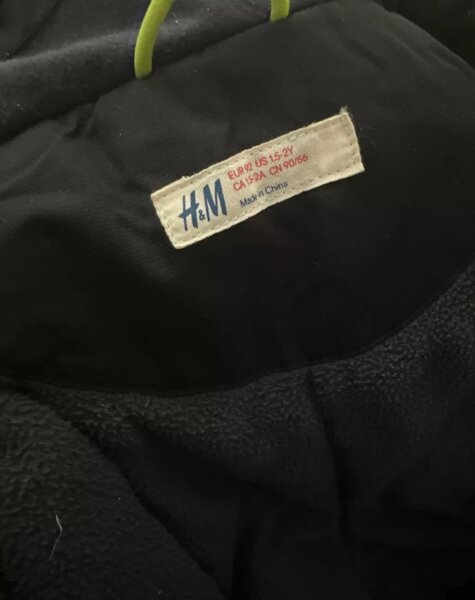 H&M
EUR 92 US 1.5-2Y
CA 1.5-2A CN 90/56
Made in China